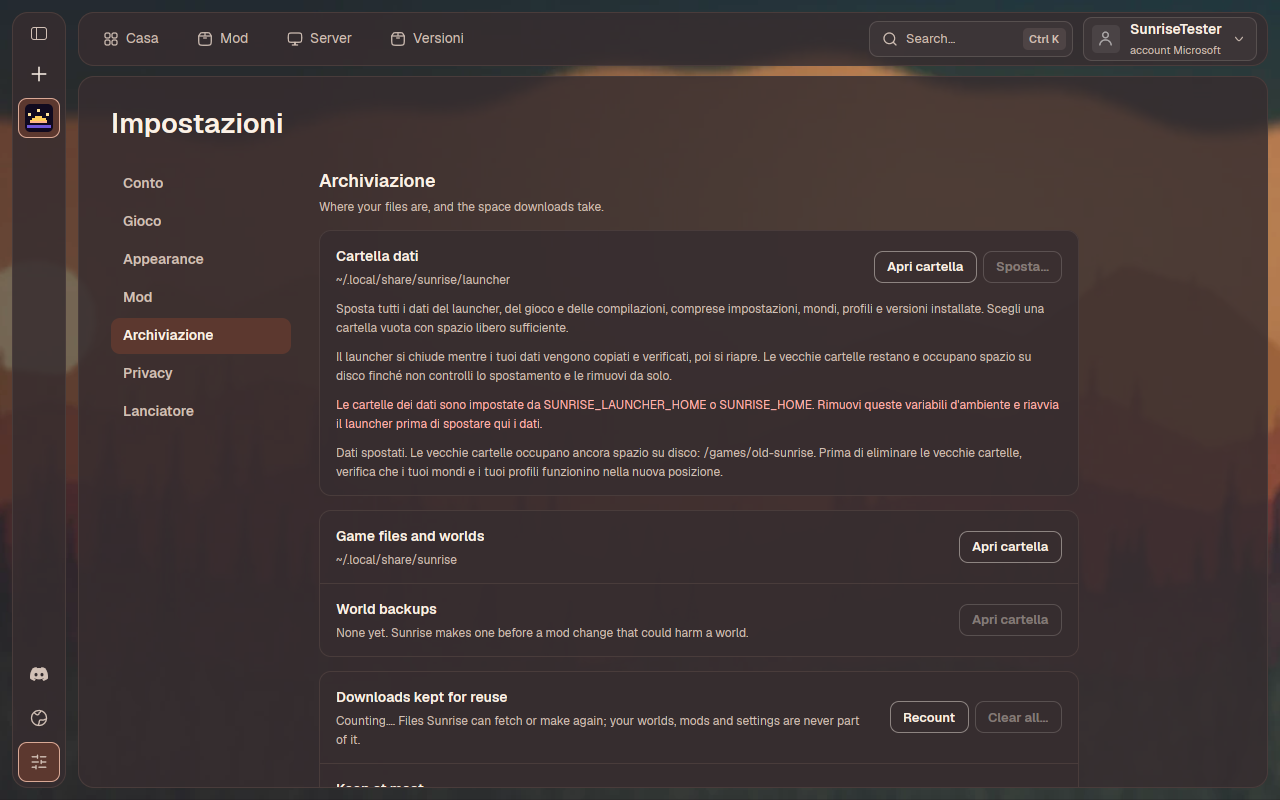 Casa
Mod
Server
Versioni
Search...
Ctrl K
SunriseTester
account Microsoft
Impostazioni
Conto
Gioco
Appearance
Mod
Archiviazione
Privacy
Lanciatore
Archiviazione
Where your files are, and the space downloads take.
Cartella dati
~/.local/share/sunrise/launcher
Apri cartella
Sposta...
Sposta tutti i dati del launcher, del gioco e delle compilazioni, comprese impostazioni, mondi, profili e versioni installate. Scegli una
cartella vuota con spazio libero sufficiente.
Il launcher si chiude mentre i tuoi dati vengono copiati e verificati, poi si riapre. Le vecchie cartelle restano e occupano spazio su
disco finché non controlli lo spostamento e le rimuovi da solo.
Le cartelle dei dati sono impostate da SUNRISE_LAUNCHER_HOME o SUNRISE_HOME. Rimuovi queste variabili d'ambiente e riavvia
il launcher prima di spostare qui i dati.
Dati spostati. Le vecchie cartelle occupano ancora spazio su disco: /games/old-sunrise. Prima di eliminare le vecchie cartelle,
verifica che i tuoi mondi e i tuoi profili funzionino nella nuova posizione.
Game files and worlds
~/.local/share/sunrise
Apri cartella
World backups
None yet. Sunrise makes one before a mod change that could harm a world.
Apri cartella
Downloads kept for reuse
Counting... Files Sunrise can fetch or make again; your worlds, mods and settings are never part
of it.
Recount
Clear all...